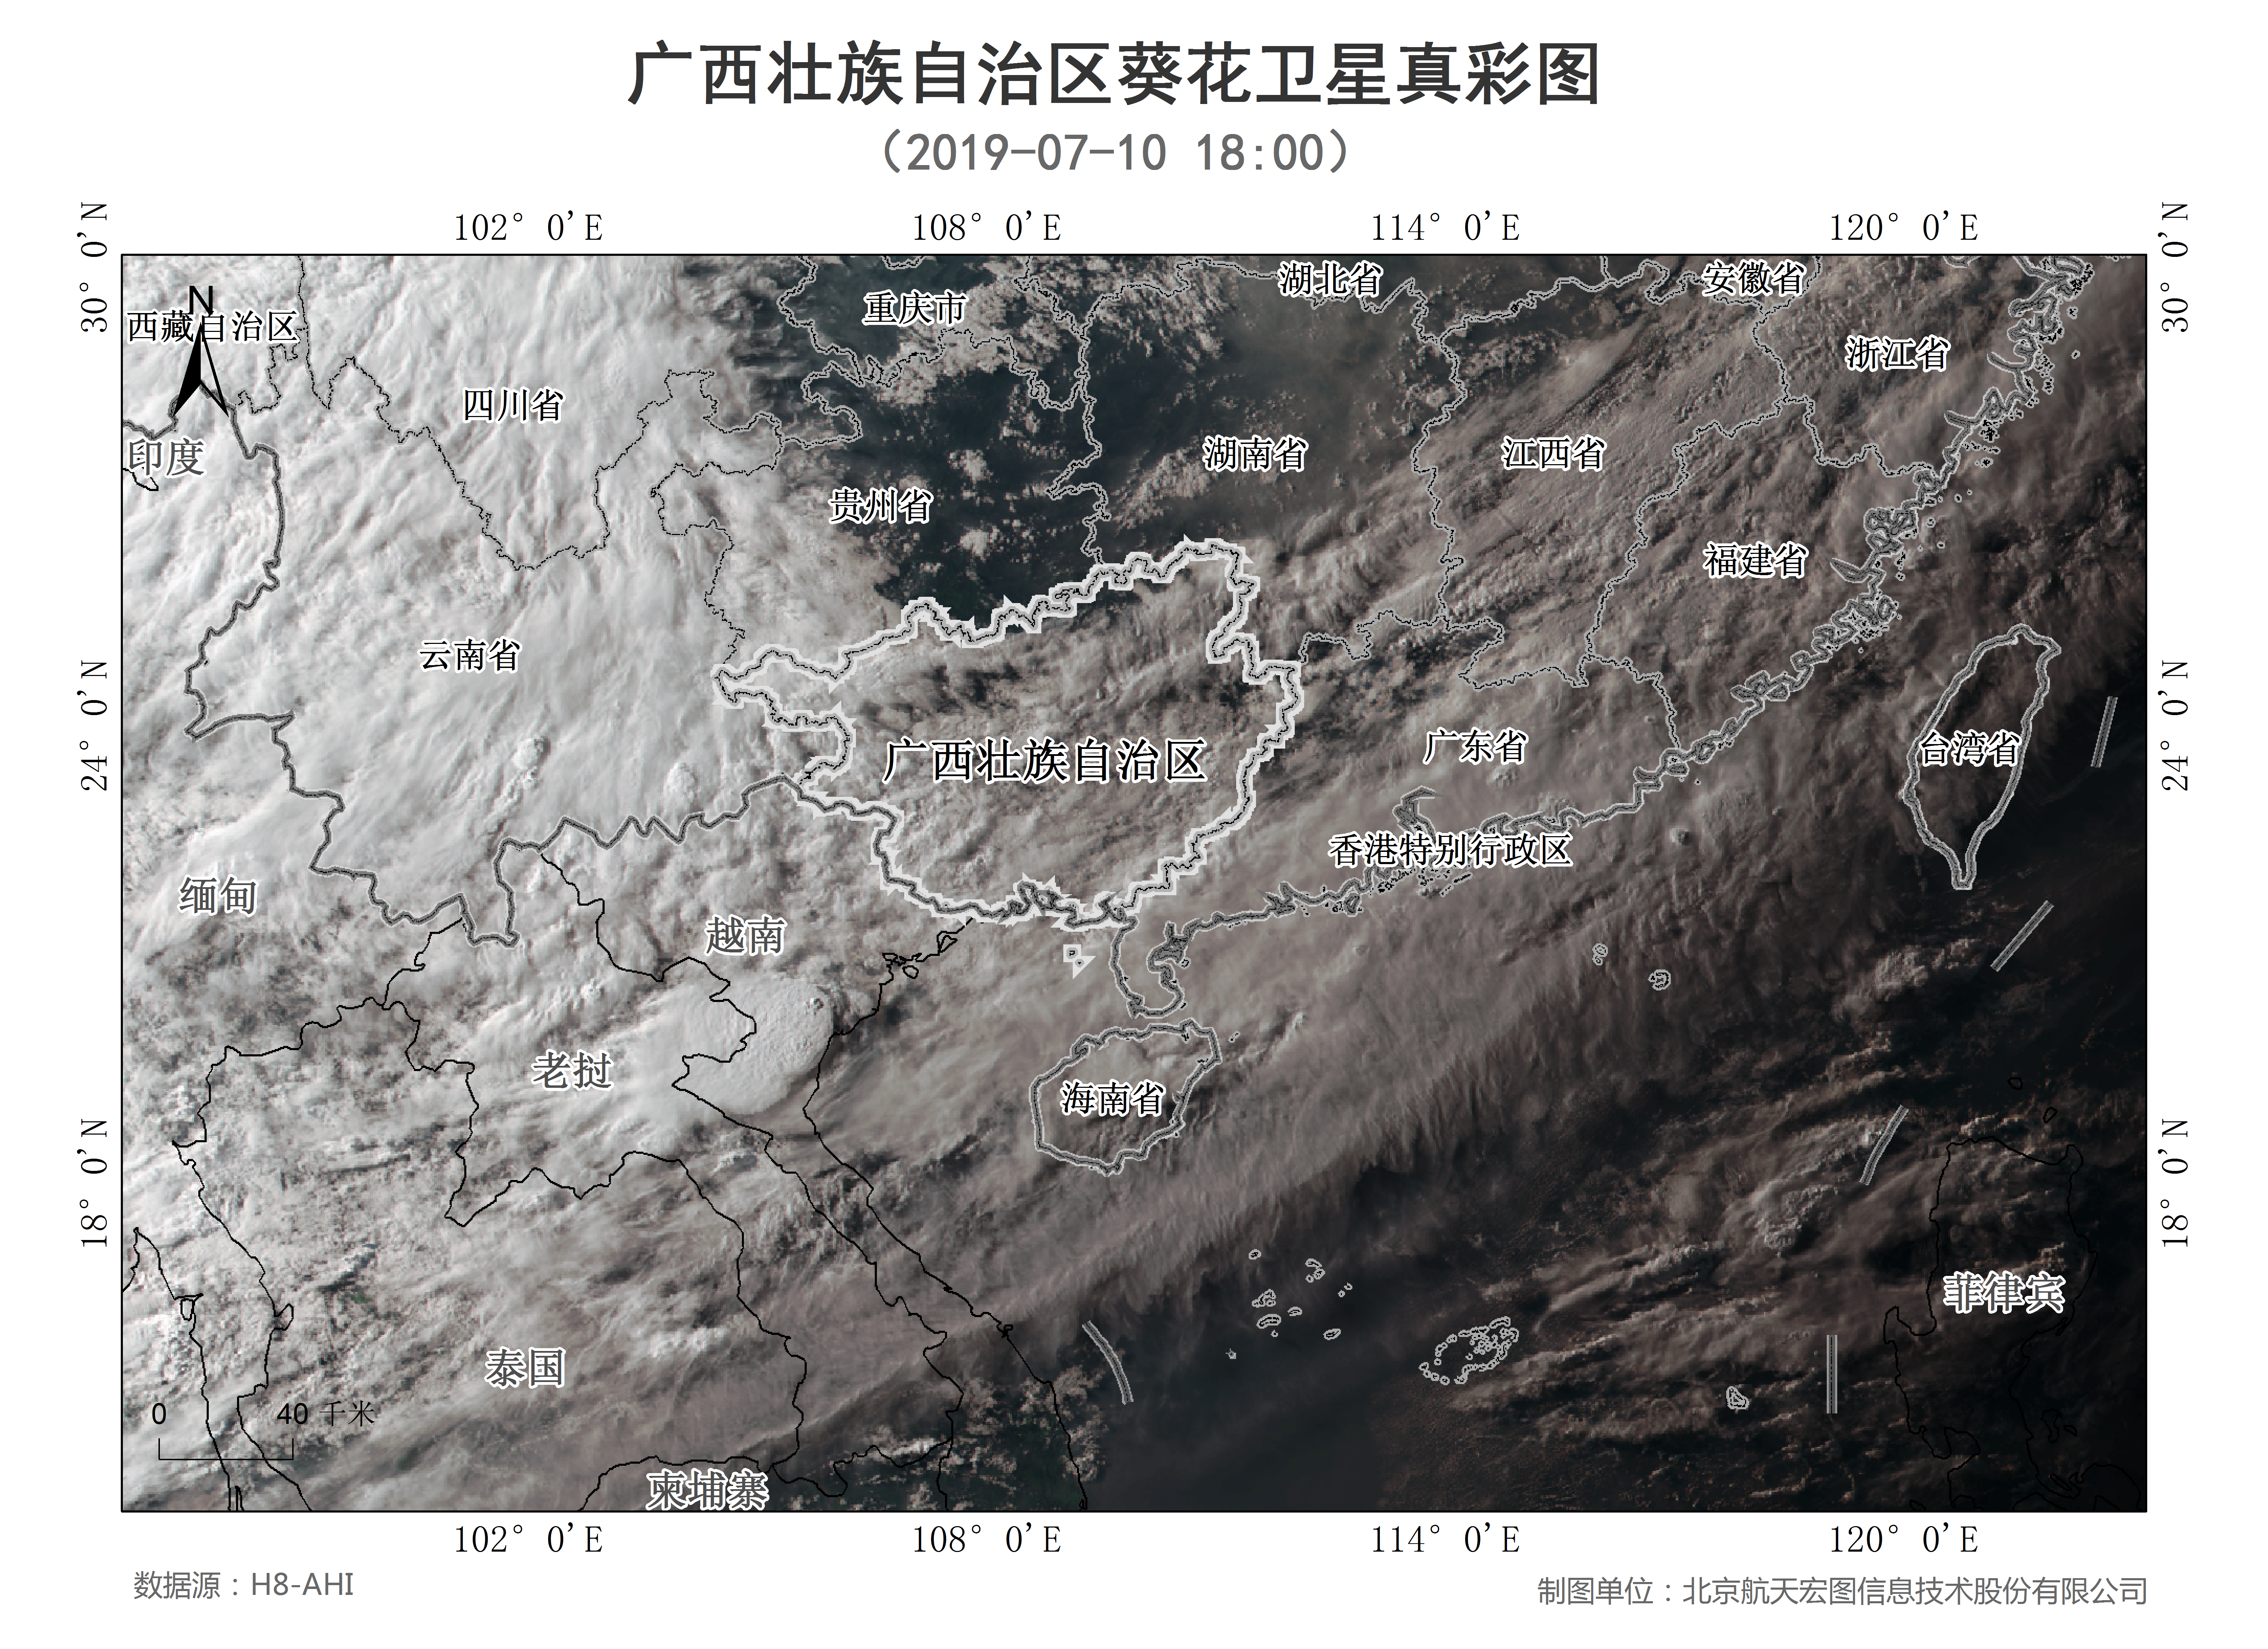 广西壮族自治区葵花卫星真彩图
（2019-07-10 18:00）
102° 0'E 108° 0'E 114° 0'E 120° 0'E
30° 0'N
30° 0'N
N
西藏自治区
重庆市
湖北省
安徽省
浙江省
四川省
印度
湖南省
江西省
贵州省
福建省
云南省
24° 0'N
24° 0'N
广西壮族自治区
广东省
台湾省
香港特别行政区
缅甸
越南
老挝
海南省
18° 0'N
18° 0'N
菲律宾
泰国
0 40 千米
柬埔寨
102° 0'E 108° 0'E 114° 0'E 120° 0'E
数据源：H8-AHI
制图单位：北京航天宏图信息技术股份有限公司